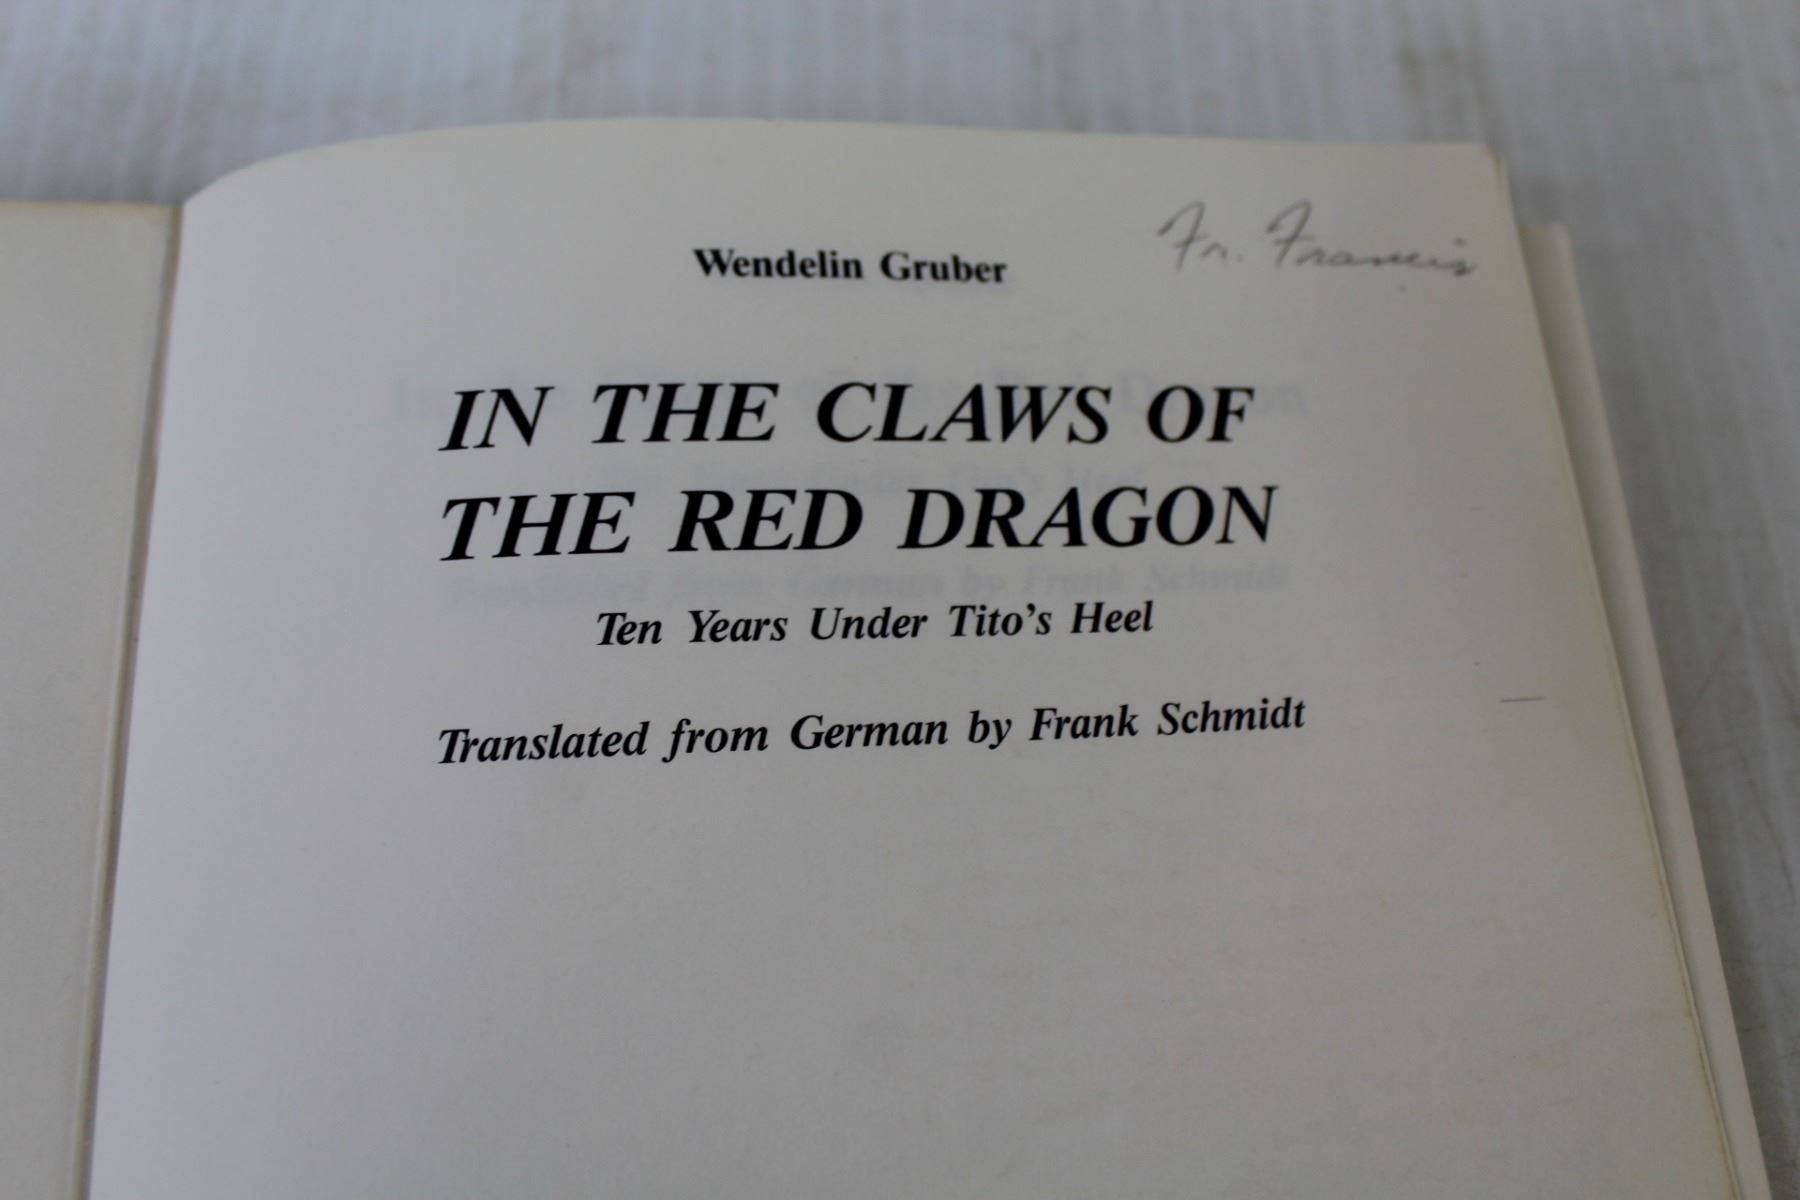 Fr. Francis
Wendelin Gruber
IN THE CLAWS OF
THE RED DRAGON
Ten Years Under Tito's Heel
Translated from German by Frank Schmidt